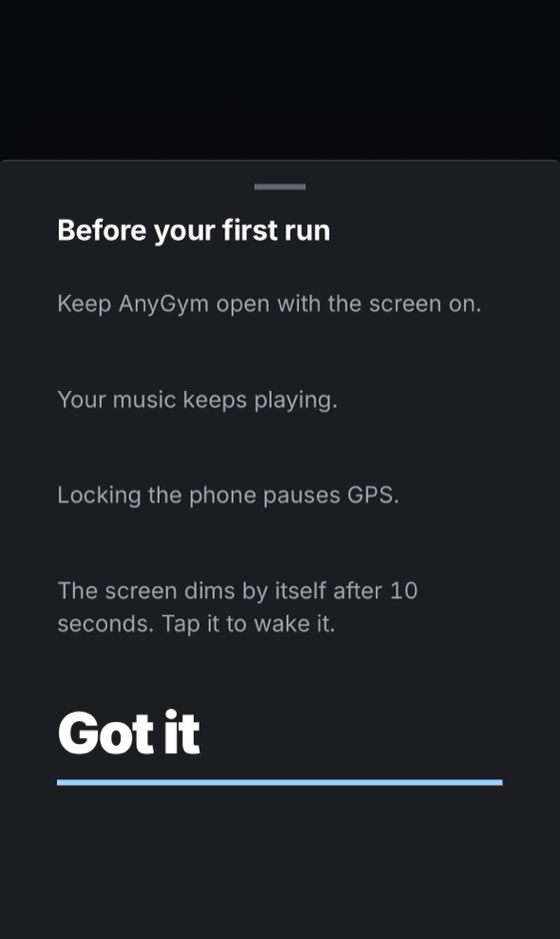 Before your first run
Keep AnyGym open with the screen on.
Your music keeps playing.
Locking the phone pauses GPS.
The screen dims by itself after 10
seconds. Tap it to wake it.
Got it